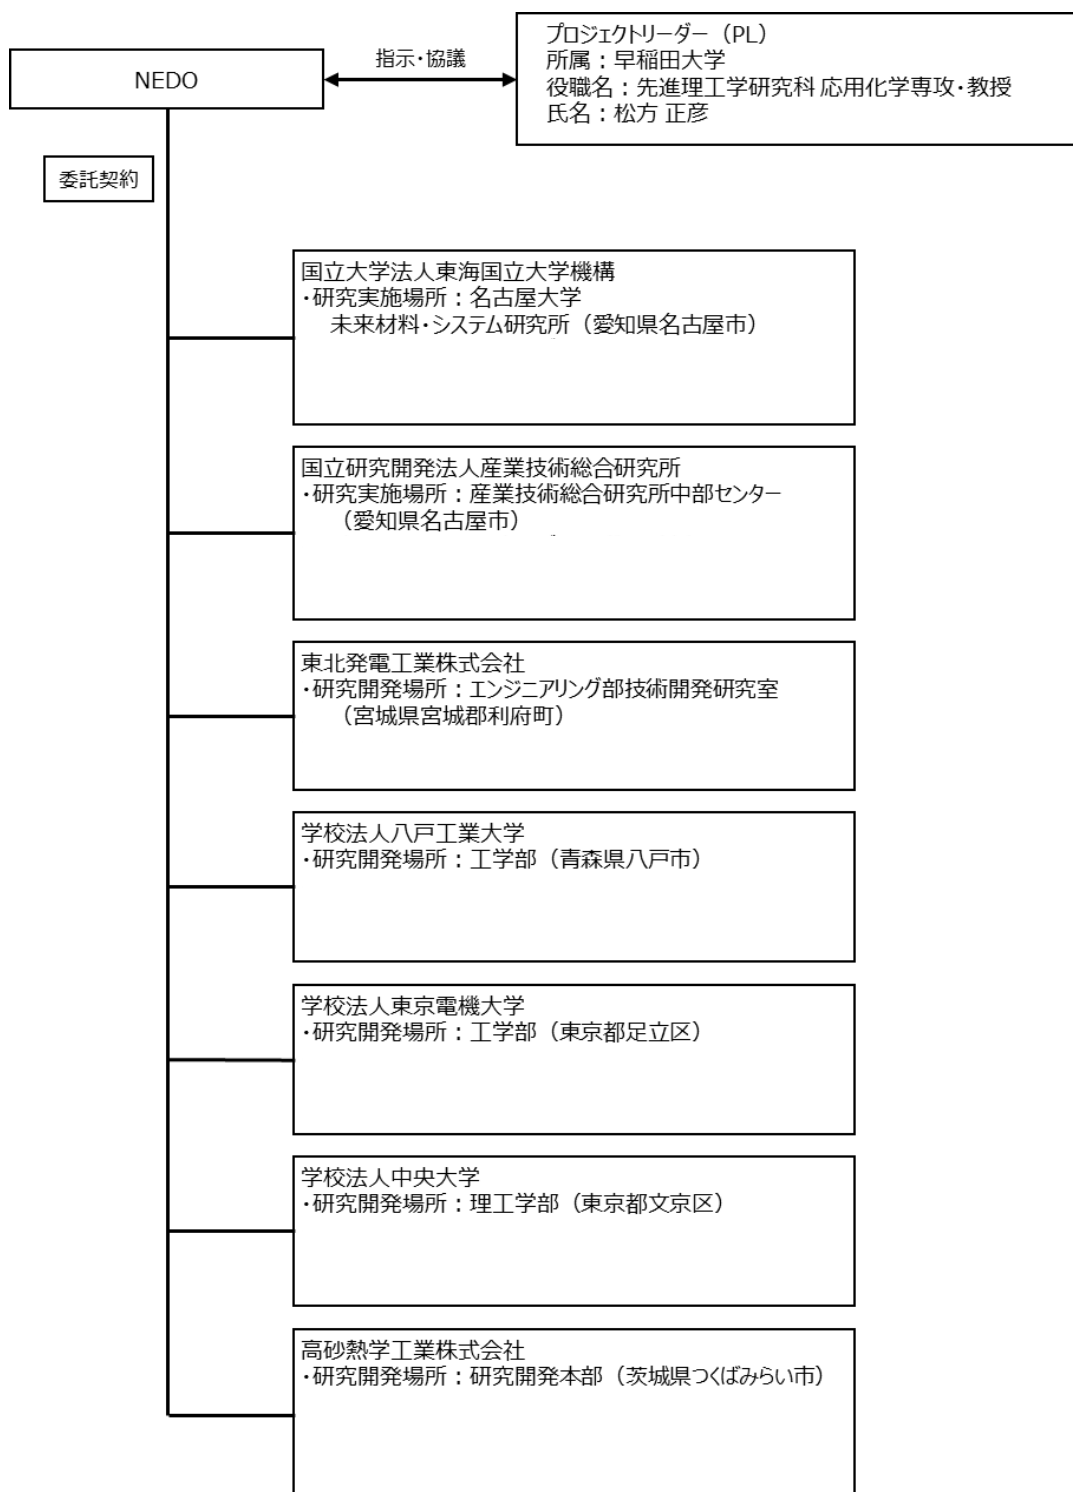 プロジェクトリーダー（PL）
所属：早稲田大学
役職名：先進理工学研究科 応用化学専攻・教授
氏名：松方 正彦
指示・協議
NEDO
委託契約
国立大学法人東海国立大学機構
・研究実施場所：名古屋大学
未来材料・システム研究所（愛知県名古屋市）
国立研究開発法人産業技術総合研究所
・研究実施場所：産業技術総合研究所中部センター
（愛知県名古屋市）
東北発電工業株式会社
・研究開発場所：エンジニアリング部技術開発研究室
（宮城県宮城郡利府町）
学校法人八戸工業大学
・研究開発場所：工学部（青森県八戸市）
学校法人東京電機大学
・研究開発場所：工学部（東京都足立区）
学校法人中央大学
・研究開発場所：理工学部（東京都文京区）
高砂熱学工業株式会社
・研究開発場所：研究開発本部（茨城県つくばみらい市）